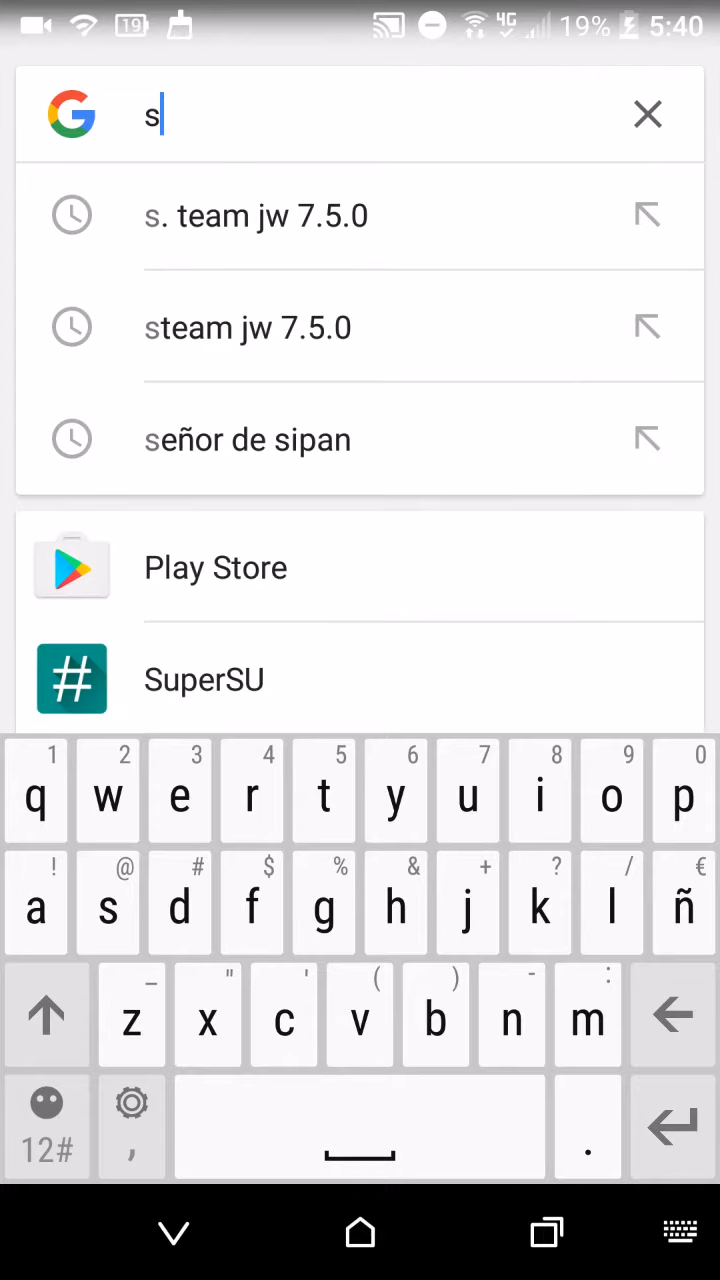 19 4G 19% 5:40
G s
s. team jw 7.5.0
steam jw 7.5.0
señor de sipan
Play Store
# SuperSU
1 2 3 4 5 6 7 8 9 0
q w e r t y u i o p
! @ # $ % & + ? / €
a s d f g h j k l ñ
_ " ' ( ) - :
z x c v b n m
12# , .